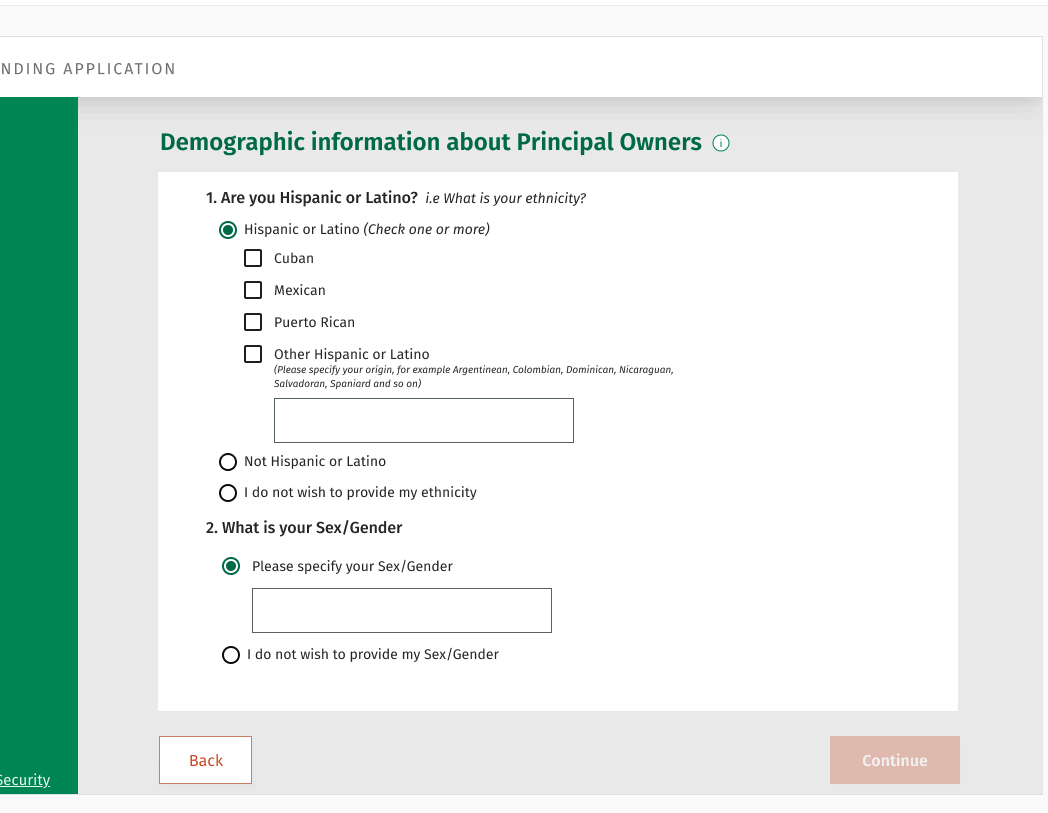 NDING APPLICATION
Demographic information about Principal Owners
1. Are you Hispanic or Latino? i.e What is your ethnicity?
Hispanic or Latino (Check one or more)
Cuban
Mexican
Puerto Rican
Other Hispanic or Latino
(Please specify your origin, for example Argentinean, Colombian, Dominican, Nicaraguan,
Salvadoran, Spaniard and so on)
Not Hispanic or Latino
I do not wish to provide my ethnicity
2. What is your Sex/Gender
Please specify your Sex/Gender
I do not wish to provide my Sex/Gender
Back
Continue
Security